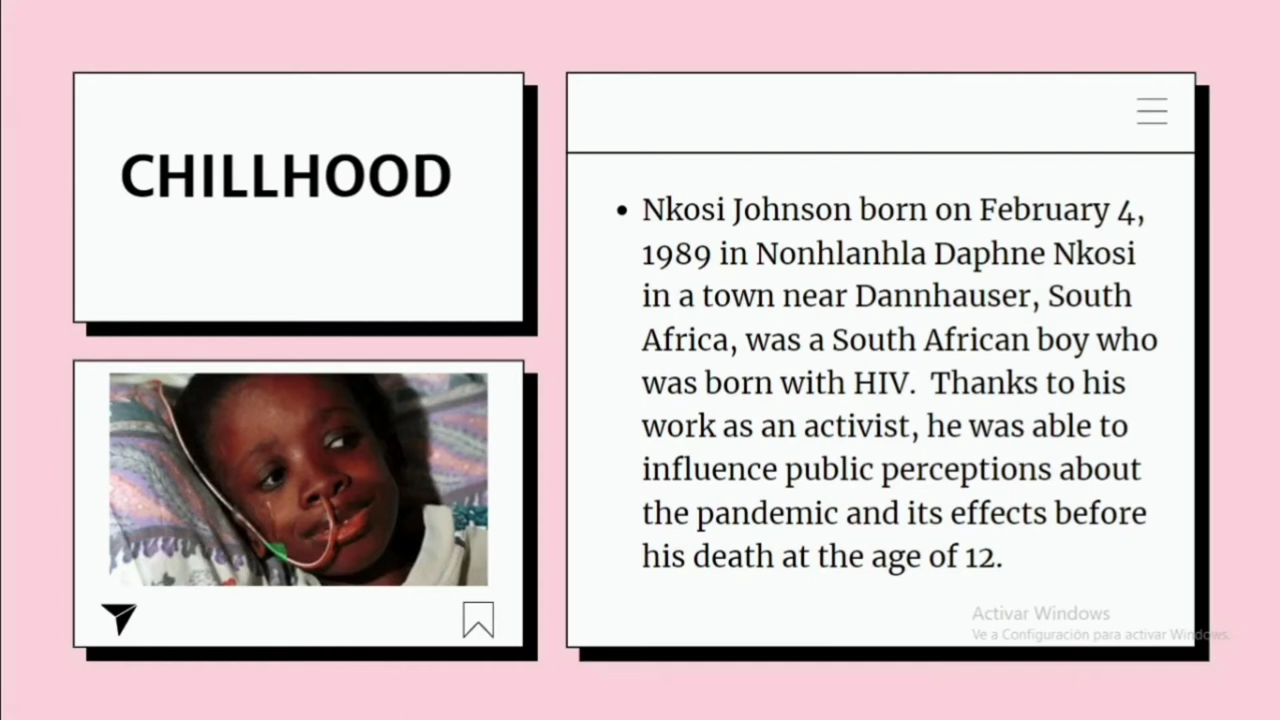 CHILLHOOD
• Nkosi Johnson born on February 4,
1989 in Nonhlanhla Daphne Nkosi
in a town near Dannhauser, South
Africa, was a South African boy who
was born with HIV.  Thanks to his
work as an activist, he was able to
influence public perceptions about
the pandemic and its effects before
his death at the age of 12.
Activar Windows
Ve a Configuración para activar Windows.